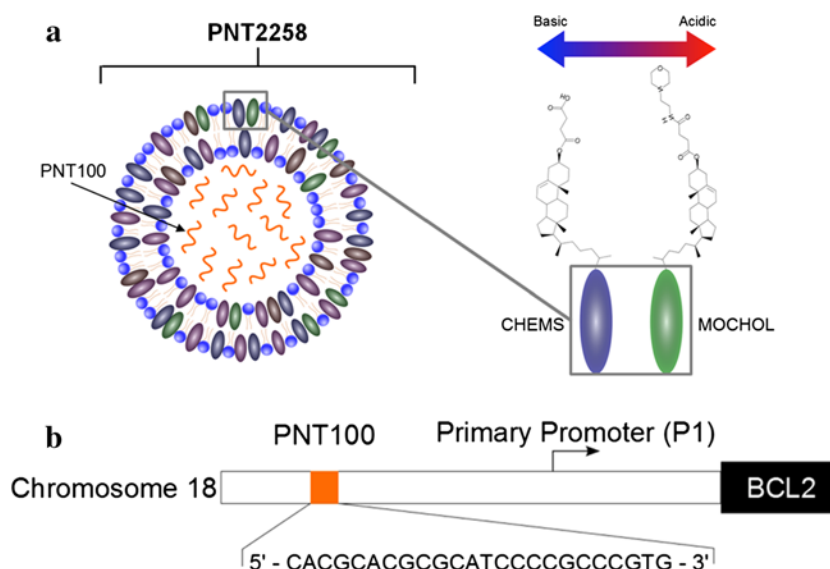 a
PNT2258
Basic
Acidic
PNT100
CHEMS
MOCHOL
b
PNT100
Primary Promoter (P1)
Chromosome 18
BCL2
5' - CACGCACGCGCATCCCCGCCCGTG - 3'